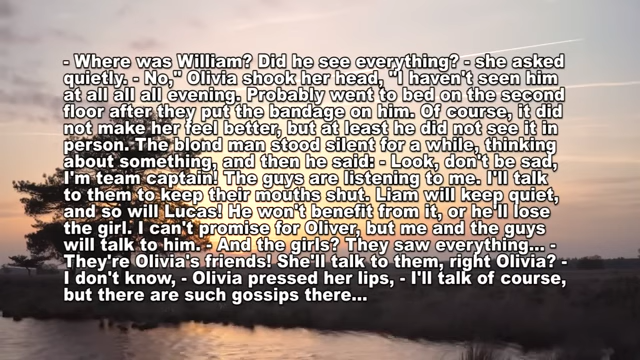 - Where was William? Did he see everything? - she asked
quietly. - No," Olivia shook her head, "I haven't seen him
at all all all evening. Probably went to bed on the second
floor after they put the bandage on him. Of course, it did
not make her feel better, but at least he did not see it in
person. The blond man stood silent for a while, thinking
about something, and then he said: - Look, don't be sad,
I'm team captain! The guys are listening to me. I'll talk
to them to keep their mouths shut. Liam will keep quiet,
and so will Lucas! He won't benefit from it, or he'll lose
the girl. I can't promise for Oliver, but me and the guys
will talk to him. - And the girls? They saw everything... -
They're Olivia's friends! She'll talk to them, right Olivia? -
I don't know, - Olivia pressed her lips, - I'll talk of course,
but there are such gossips there...